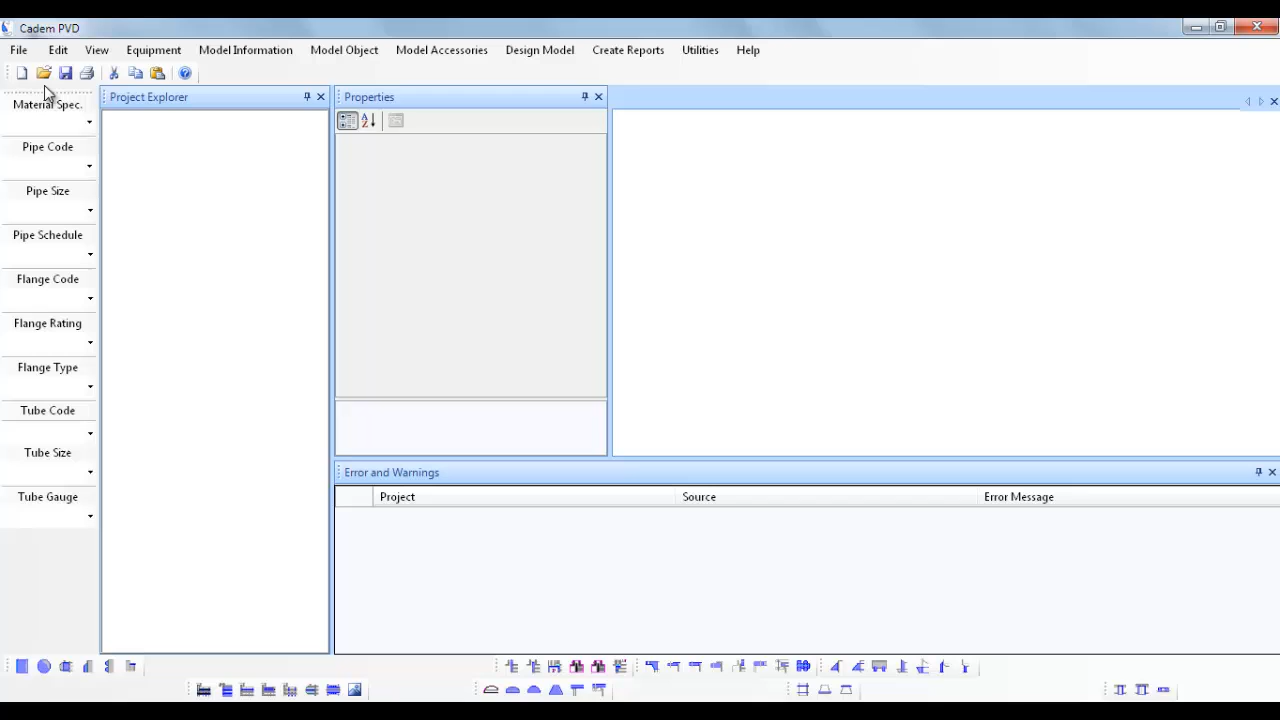 Cadem PVD
File Edit View Equipment Model Information Model Object Model Accessories Design Model Create Reports Utilities Help
Material Spec.
Pipe Code
Pipe Size
Pipe Schedule
Flange Code
Flange Rating
Flange Type
Tube Code
Tube Size
Tube Gauge
Project Explorer
Properties
Error and Warnings
Project Source Error Message